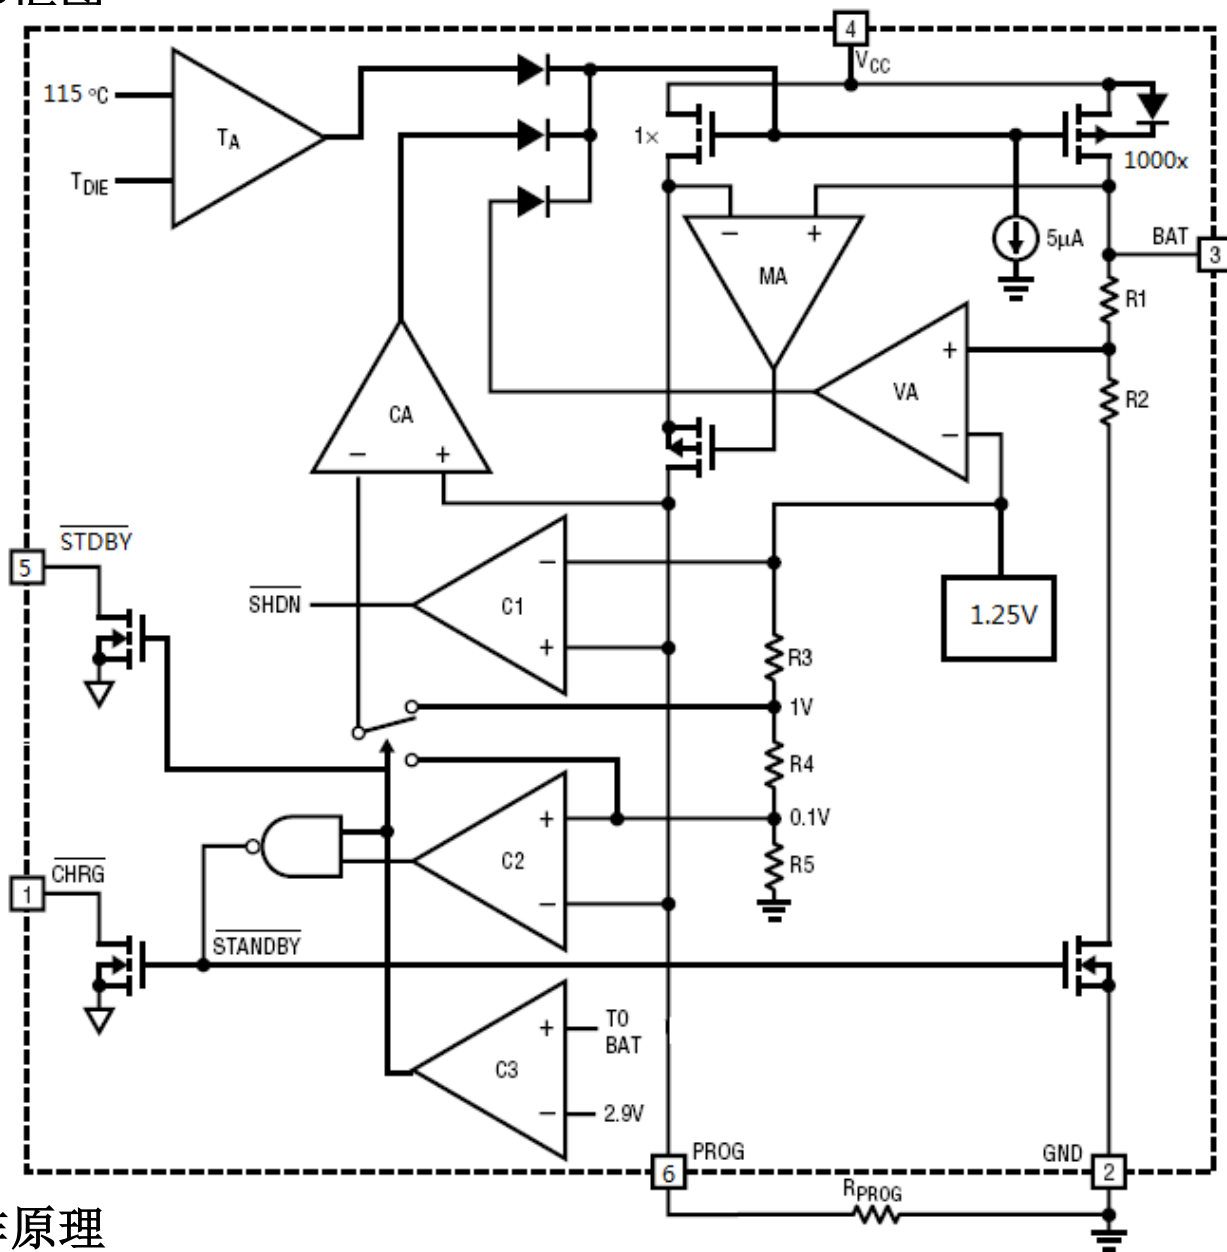 框图
4
VCC
115 °C
TA
TDIE
1×
1000x
5μA
BAT
3
− +
MA
R1
+
VA
−
R2
CA
− +
STDBY
5
SHDN
−
C1
+
1.25V
R3
1V
R4
+
0.1V
C2
R5
−
CHRG
1
STANDBY
+
TO
BAT
C3
−
2.9V
PROG
6
GND
2
RPROG
原理